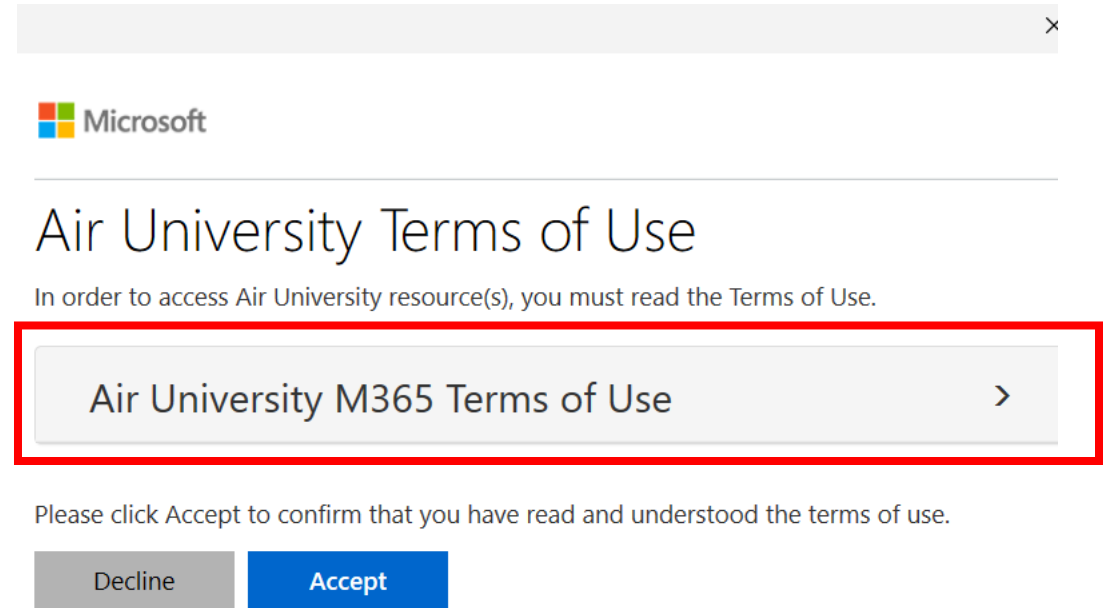 Microsoft
Air University Terms of Use
In order to access Air University resource(s), you must read the Terms of Use.
Air University M365 Terms of Use
Please click Accept to confirm that you have read and understood the terms of use.
Decline Accept